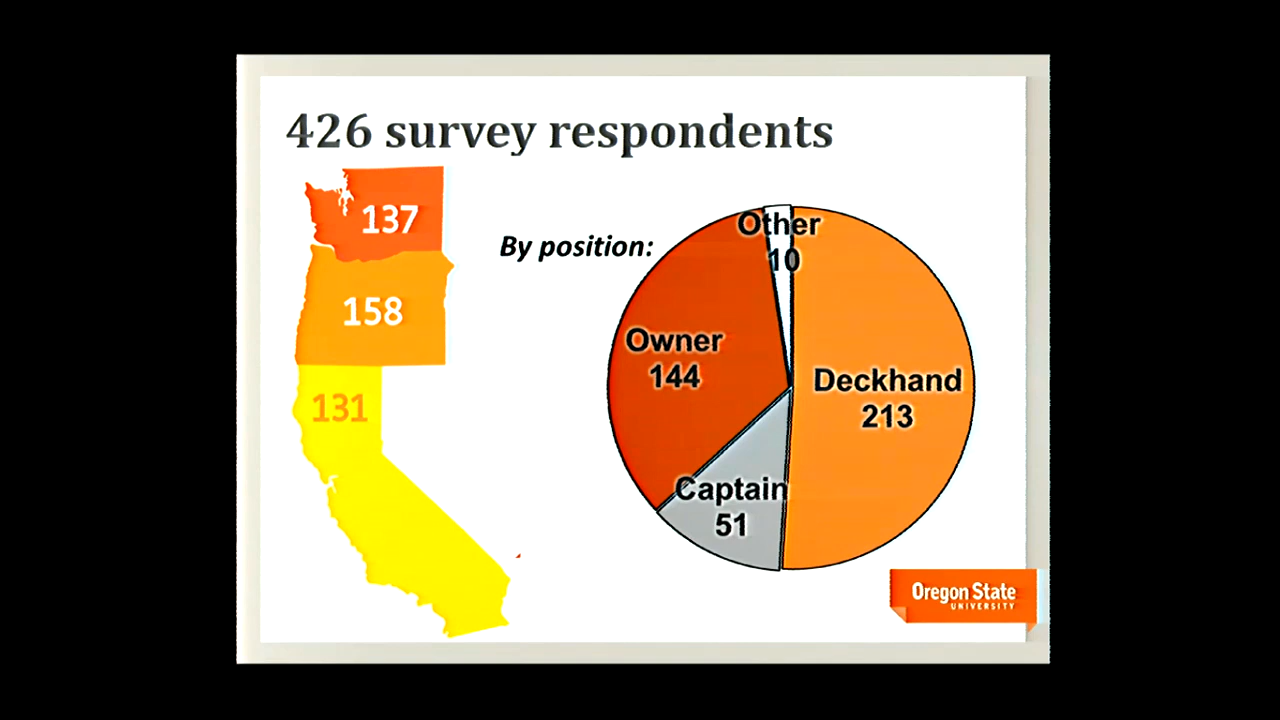 426 survey respondents
137
158
131
By position:
Other
10
Owner
144
Deckhand
213
Captain
51
Oregon State
UNIVERSITY